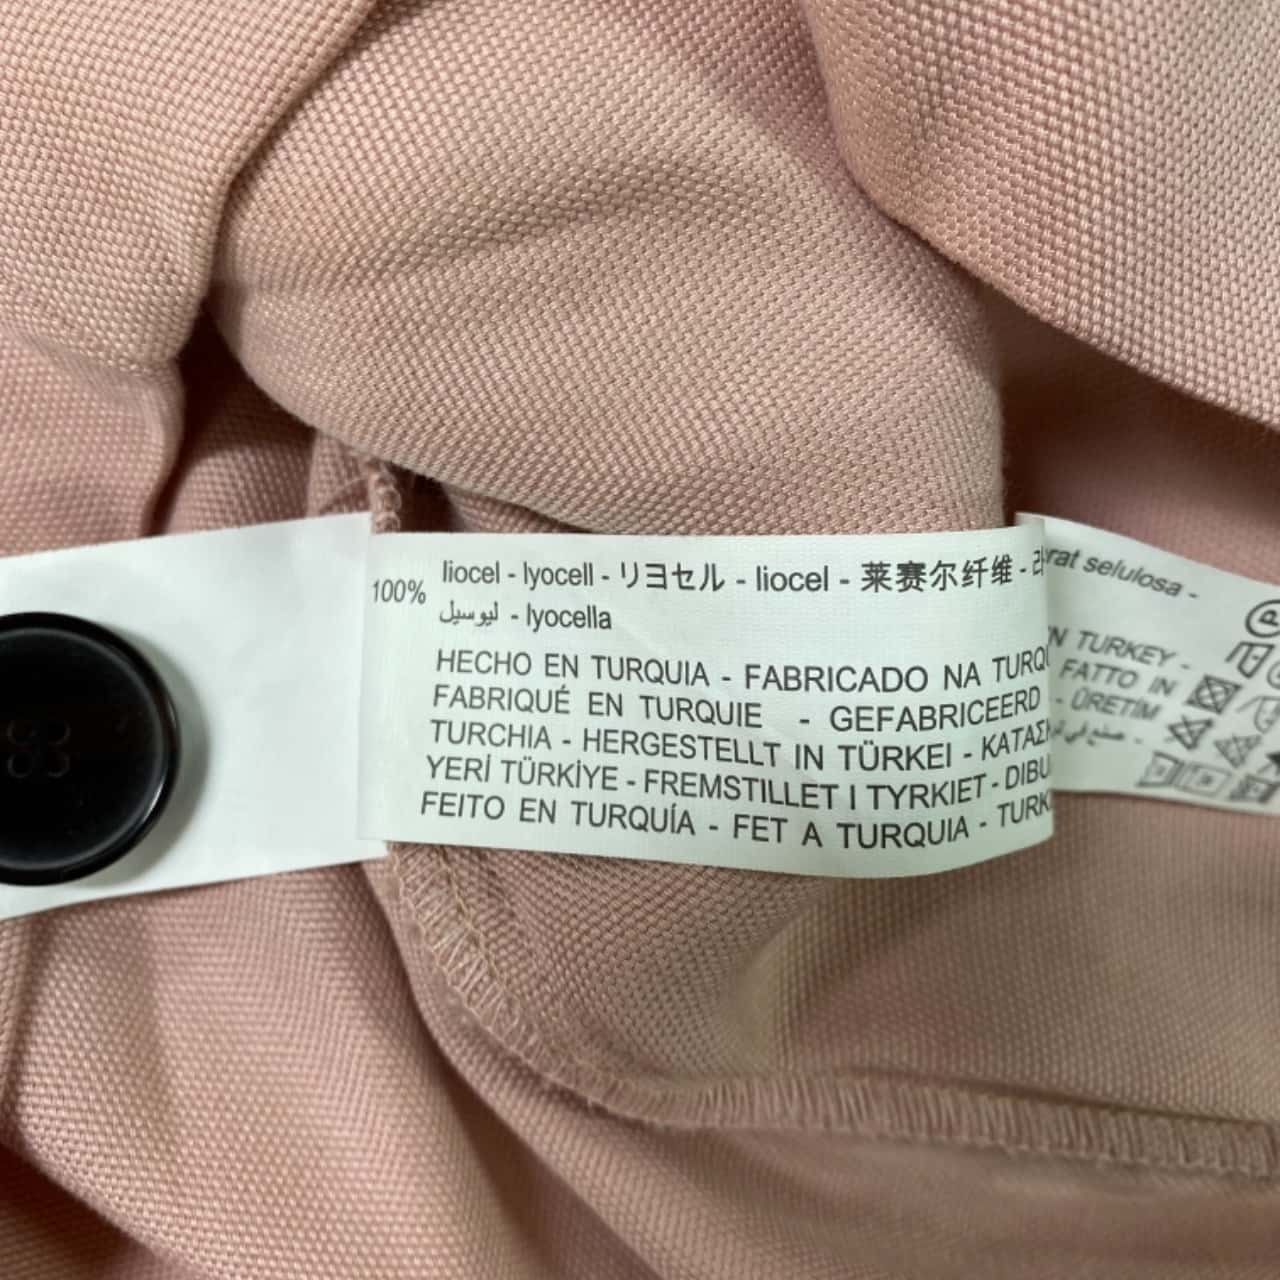 100% liocel - lyocell - リヨセル - liocel - 莱赛尔纤维 -
ليوسيل - lyocella
HECHO EN TURQUIA - FABRICADO NA
FABRIQUÉ EN TURQUIE - GEFABRICEERD
TURCHIA - HERGESTELLT IN TÜRKEI -
YERİ TÜRKİYE - FREMSTILLET I TYRKIET -
FEITO EN TURQUÍA - FET A TURQUIA -
selulosa -
TURKEY -
FATTO IN
- ÜRETİM